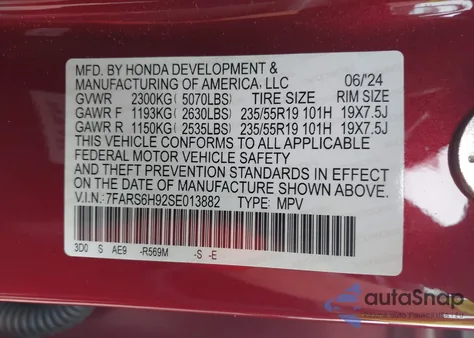 MFD. BY HONDA DEVELOPMENT &
MANUFACTURING OF AMERICA, LLC 06/24
GVWR 2300KG (5070LBS) TIRE SIZE RIM SIZE
GAWR F 1193KG (2630LBS) 235/55R19 101H 19X7.5J
GAWR R 1150KG (2535LBS) 235/55R19 101H 19X7.5J
THIS VEHICLE CONFORMS TO ALL APPLICABLE
FEDERAL MOTOR VEHICLE SAFETY
AND THEFT PREVENTION STANDARDS IN EFFECT
ON THE DATE OF MANUFACTURE SHOWN ABOVE.
V.I.N.: 7FARS6H92SE013882 TYPE: MPV
3D0 S AE9 -R569M -S -E
autoSnap